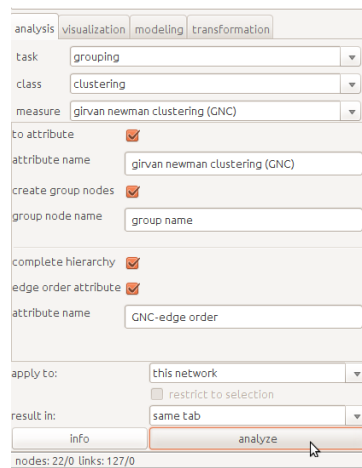 analysis visualization modeling transformation
task grouping
class clustering
measure girvan newman clustering (GNC)
to attribute
attribute name girvan newman clustering (GNC)
create group nodes
group node name group name
complete hierarchy
edge order attribute
attribute name GNC-edge order
apply to: this network
restrict to selection
result in: same tab
info analyze
nodes: 22/0 links: 127/0